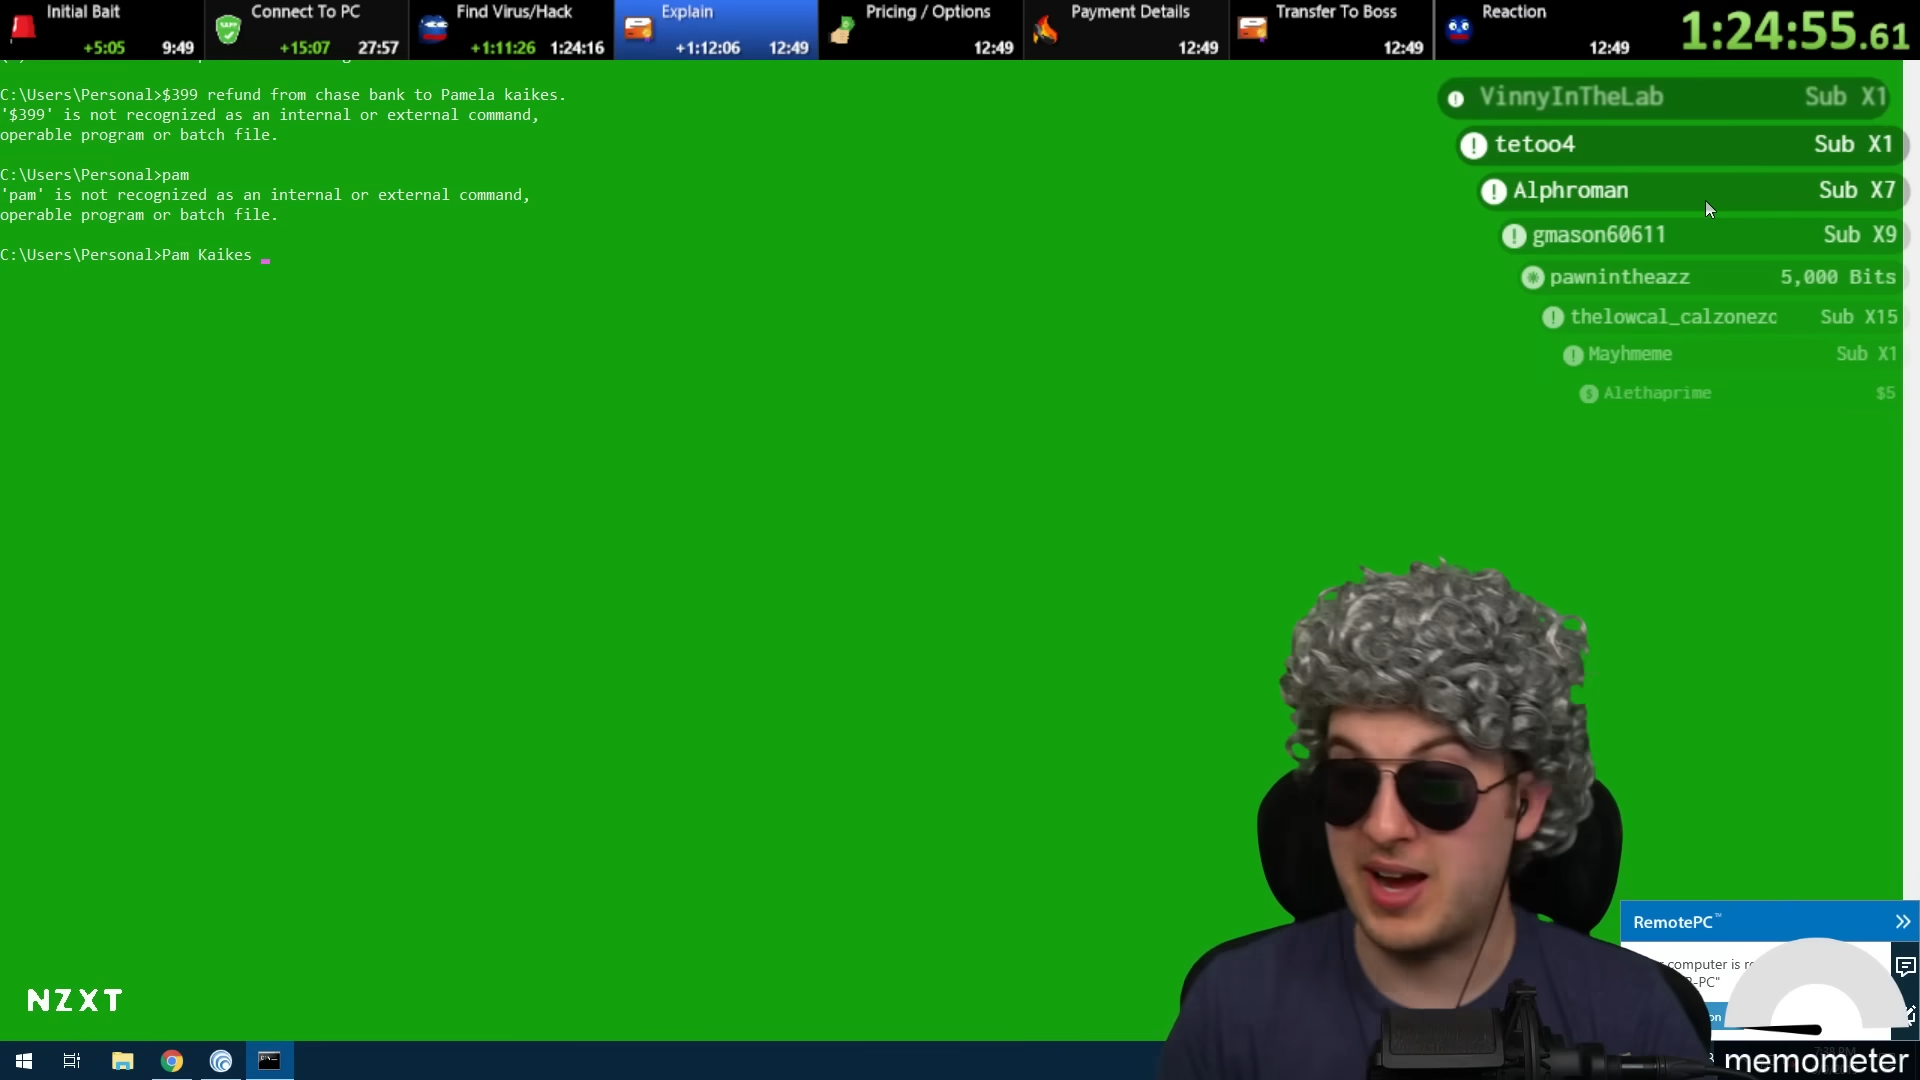 Initial Bait
+5:05 9:49
Connect To PC
+15:07 27:57
Find Virus/Hack
+1:11:26 1:24:16
Explain
+1:12:06 12:49
Pricing / Options
12:49
Payment Details
12:49
Transfer To Boss
12:49
Reaction
12:49
1:24:55.61
C:\Users\Personal>$399 refund from chase bank to Pamela kaikes.
'$399' is not recognized as an internal or external command,
operable program or batch file.
C:\Users\Personal>pam
'pam' is not recognized as an internal or external command,
operable program or batch file.
C:\Users\Personal>Pam Kaikes
VinnyInTheLab Sub X1
tetoo4 Sub X1
Alphroman Sub X7
gmason60611 Sub X9
pawnintheazz 5,000 Bits
thelowcal_calzonezc Sub X15
Mayhmeme Sub X1
Alethaprime $5
RemotePC™
computer is
-PC"
on
NZXT
memometer